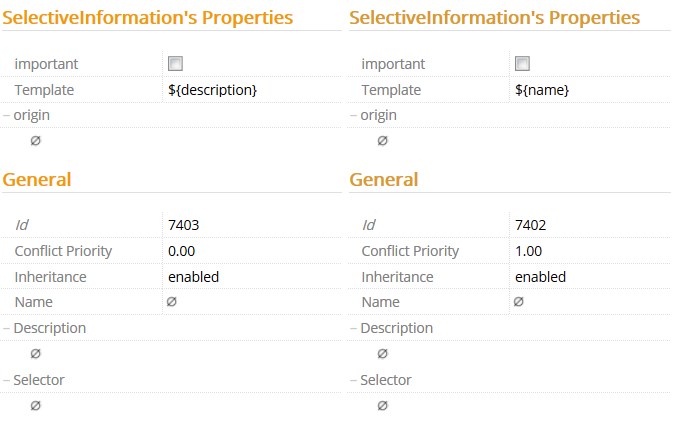 SelectiveInformation's Properties
important
Template ${description}
– origin
∅
General
Id 7403
Conflict Priority 0.00
Inheritance enabled
Name ∅
– Description
∅
– Selector
∅
SelectiveInformation's Properties
important
Template ${name}
– origin
∅
General
Id 7402
Conflict Priority 1.00
Inheritance enabled
Name ∅
– Description
∅
– Selector
∅